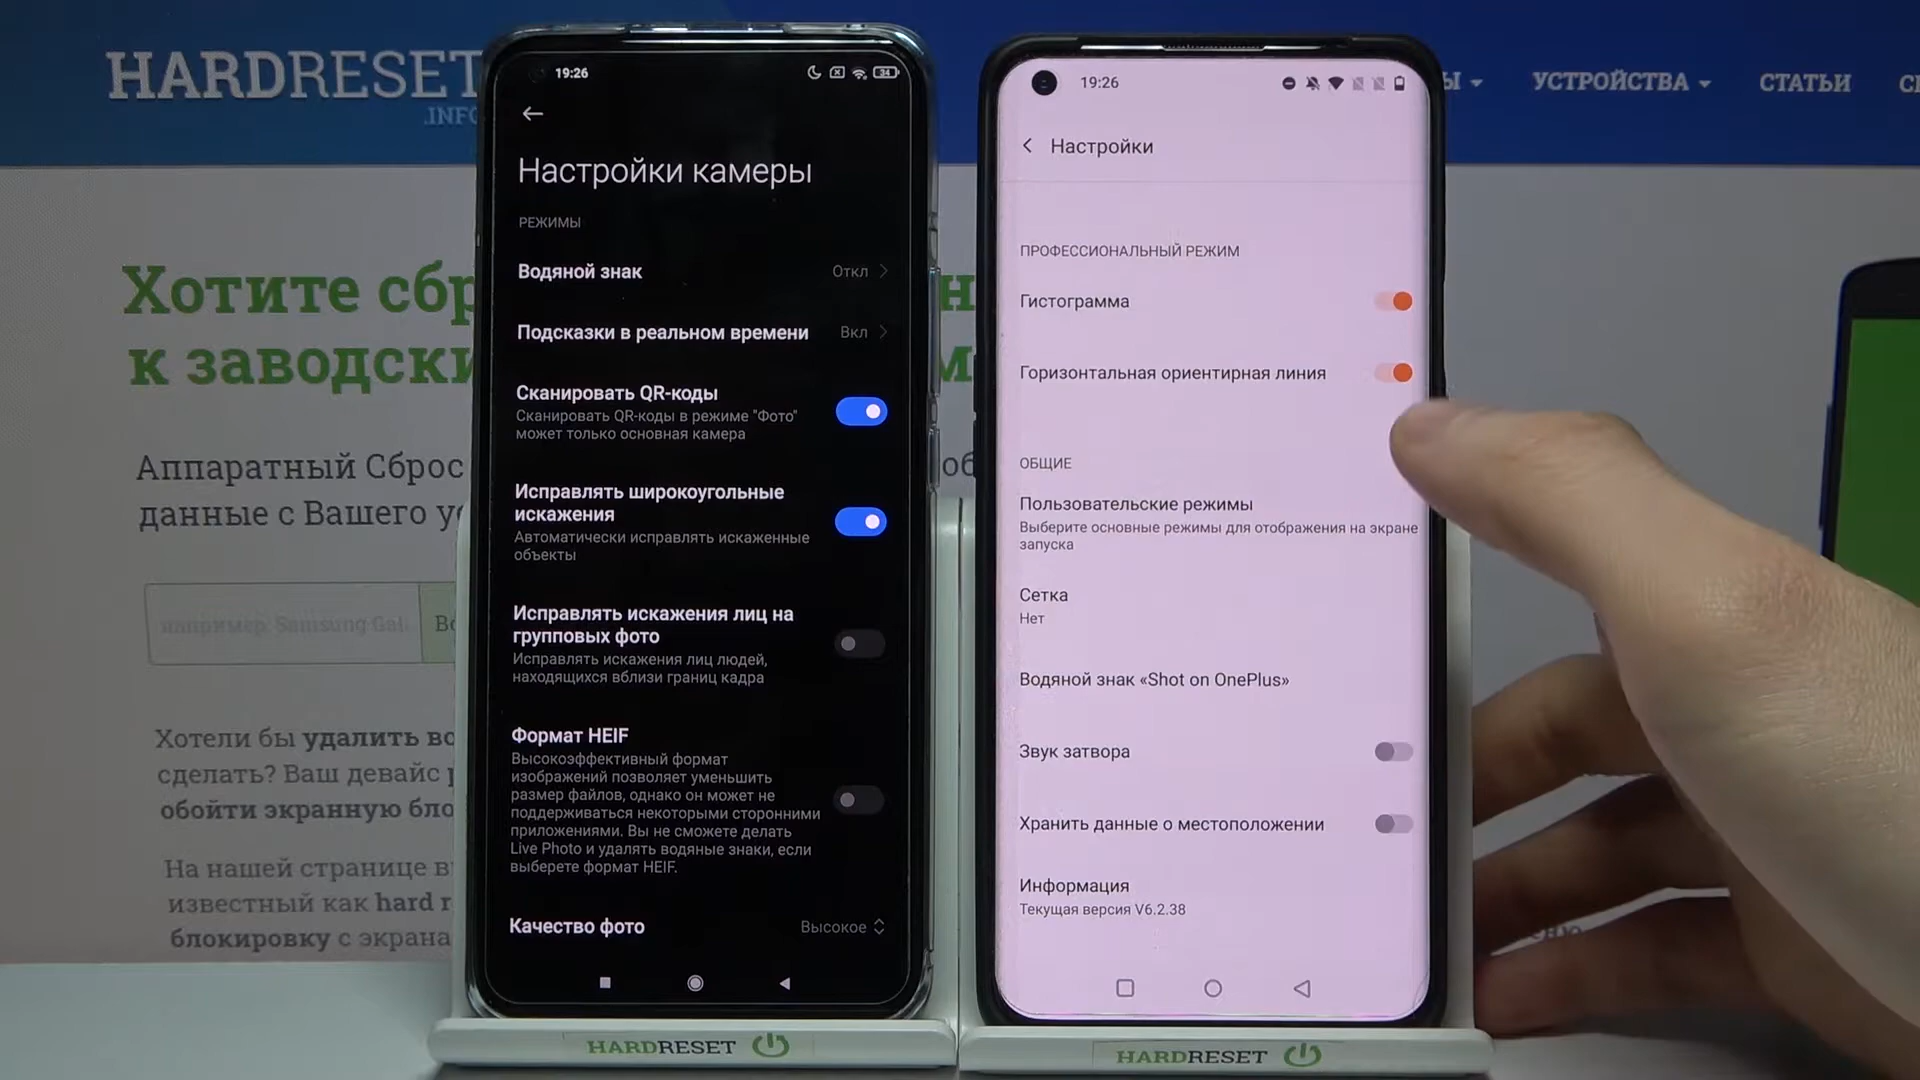 HARDRESET
.INFO
УСТРОЙСТВА
СТАТЬИ
Хотите
к заводски
Аппаратный Сброс
данные с Вашего
например: Samsung Gal
Хотели бы удалить
сделать? Ваш девайс
обойти экранную
На нашей странице
известный как hard
блокировку с экрана
19:26
34
Настройки камеры
РЕЖИМЫ
Водяной знак
Откл
Подсказки в реальном времени
Вкл
Сканировать QR-коды
Сканировать QR-коды в режиме "Фото"
может только основная камера
Исправлять широкоугольные
искажения
Автоматически исправлять искаженные
объекты
Исправлять искажения лиц на
групповых фото
Исправлять искажения лиц людей,
находящихся вблизи границ кадра
Формат HEIF
Высокоэффективный формат
изображений позволяет уменьшить
размер файлов, однако он может не
поддерживаться некоторыми сторонними
приложениями. Вы не сможете делать
Live Photo и удалять водяные знаки, если
выберете формат HEIF.
Качество фото
Высокое
HARDRESET
19:26
Настройки
ПРОФЕССИОНАЛЬНЫЙ РЕЖИМ
Гистограмма
Горизонтальная ориентирная линия
ОБЩИЕ
Пользовательские режимы
Выберите основные режимы для отображения на экране
запуска
Сетка
Нет
Водяной знак «Shot on OnePlus»
Звук затвора
Хранить данные о местоположении
Информация
Текущая версия V6.2.38
HARDRESET